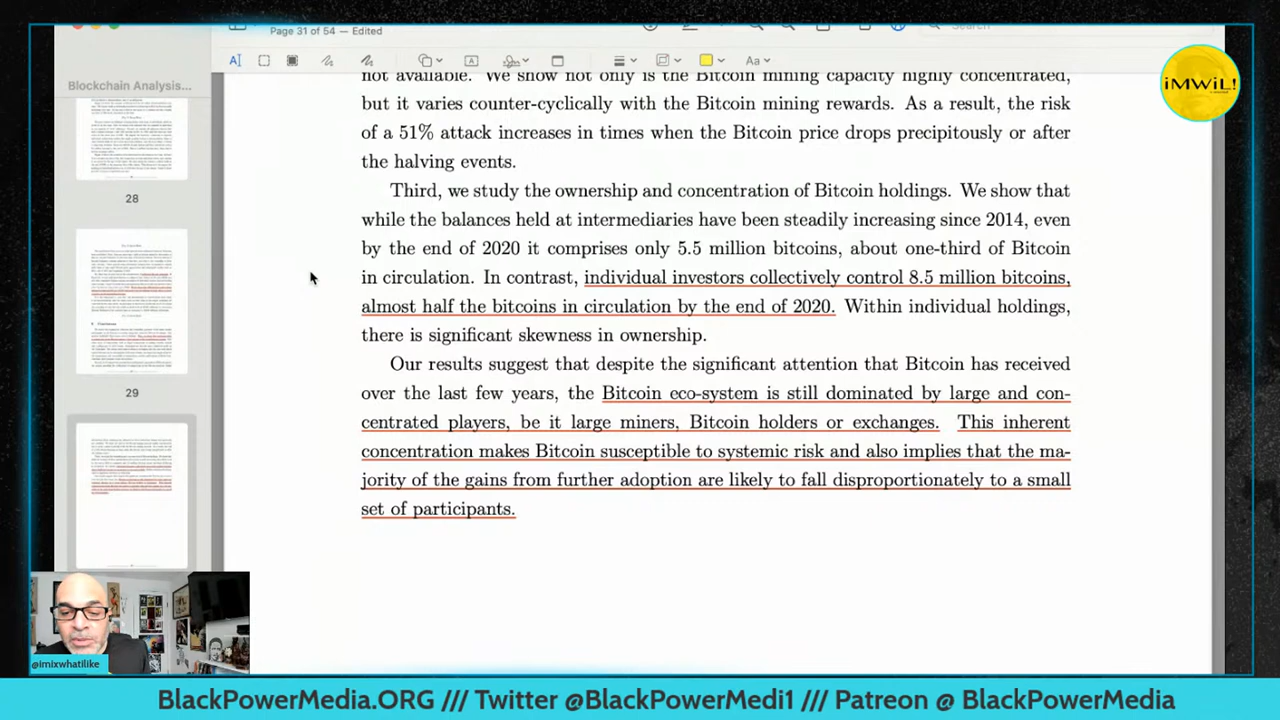 Page 31 of 54 — Edited
Search
Blockchain Analysis...
28
29
not available. We show not only is the Bitcoin mining capacity highly concentrated,
but it varies counter-cyclically with the Bitcoin mining rewards. As a result, the risk
of a 51% attack increases in times when the Bitcoin price drops precipitously or after
the halving events.
Third, we study the ownership and concentration of Bitcoin holdings. We show that
while the balances held at intermediaries have been steadily increasing since 2014, even
by the end of 2020 it comprises only 5.5 million bitcoins, about one-third of Bitcoin
in circulation. In contrast, individual investors collectively control 8.5 million bitcoins,
almost half the bitcoins in circulation by the end of 2020. Within individual holdings,
there is significant skewness in ownership.
Our results suggest that despite the significant attention that Bitcoin has received
over the last few years, the Bitcoin eco-system is still dominated by large and con-
centrated players, be it large miners, Bitcoin holders or exchanges. This inherent
concentration makes Bitcoin susceptible to systemic risk and also implies that the ma-
jority of the gains from further adoption are likely to fall disproportionately to a small
set of participants.
iMWiL!
@imixwhatilike
BlackPowerMedia.ORG /// Twitter @BlackPowerMedi1 /// Patreon @ BlackPowerMedia